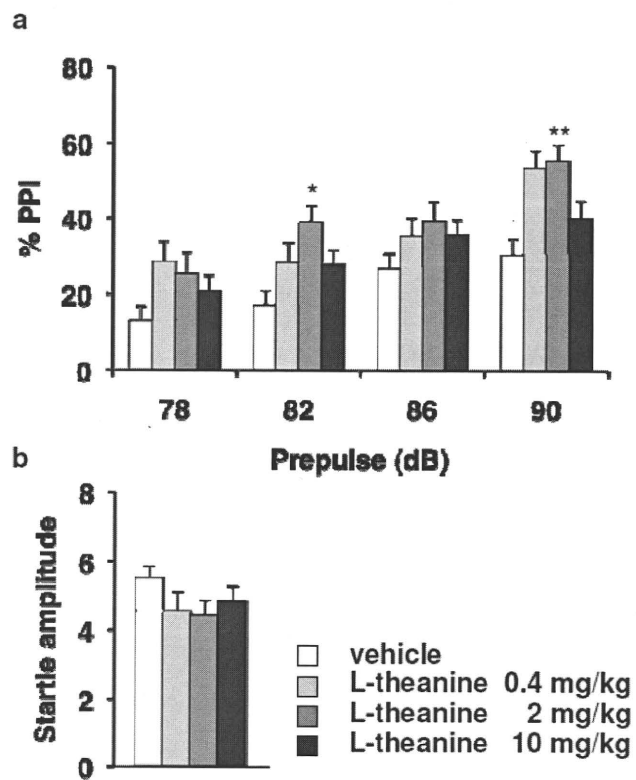 a
80
60
40
20
0
% PPI
*
**
78 82 86 90
Prepulse (dB)
b
8
6
4
2
0
Startle amplitude
vehicle
L-theanine 0.4 mg/kg
L-theanine 2 mg/kg
L-theanine 10 mg/kg